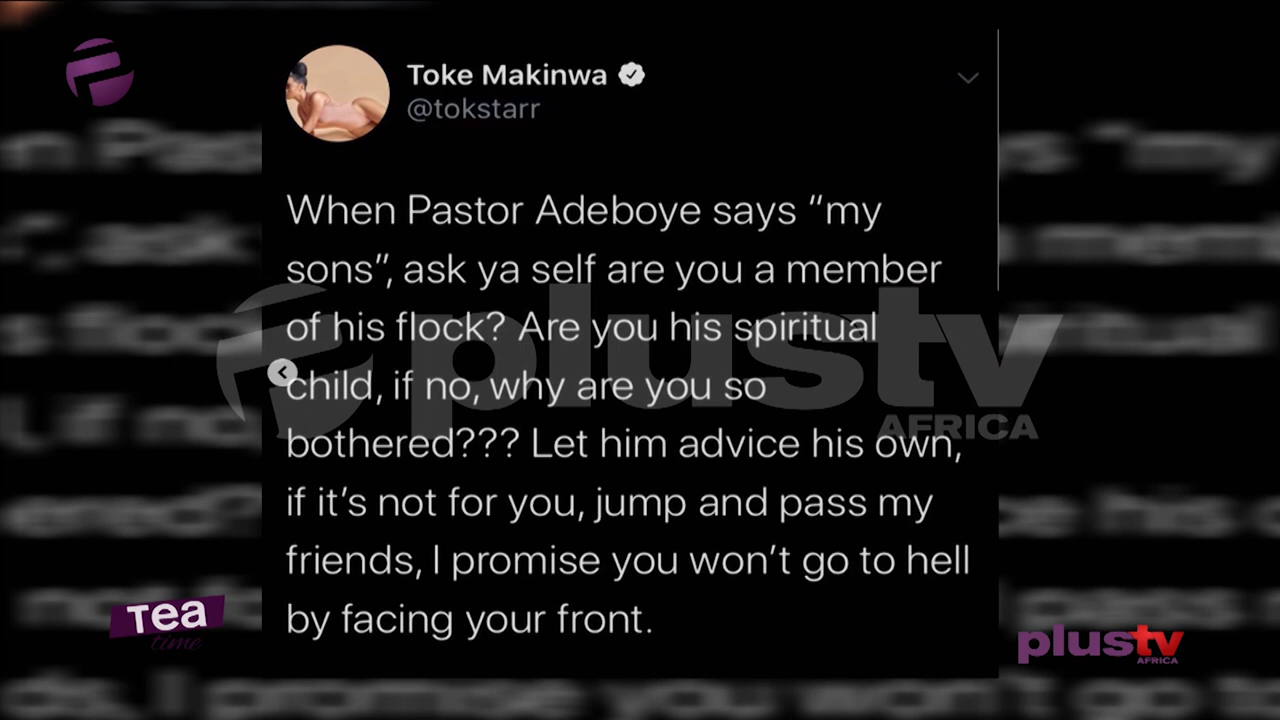 Toke Makinwa
@tokstarr
When Pastor Adeboye says “my
sons”, ask ya self are you a member
of his flock? Are you his spiritual
child, if no, why are you so
bothered??? Let him advice his own,
if it’s not for you, jump and pass my
friends, I promise you won’t go to hell
by facing your front.
plustv
AFRICA
Tea
time
plustv
AFRICA